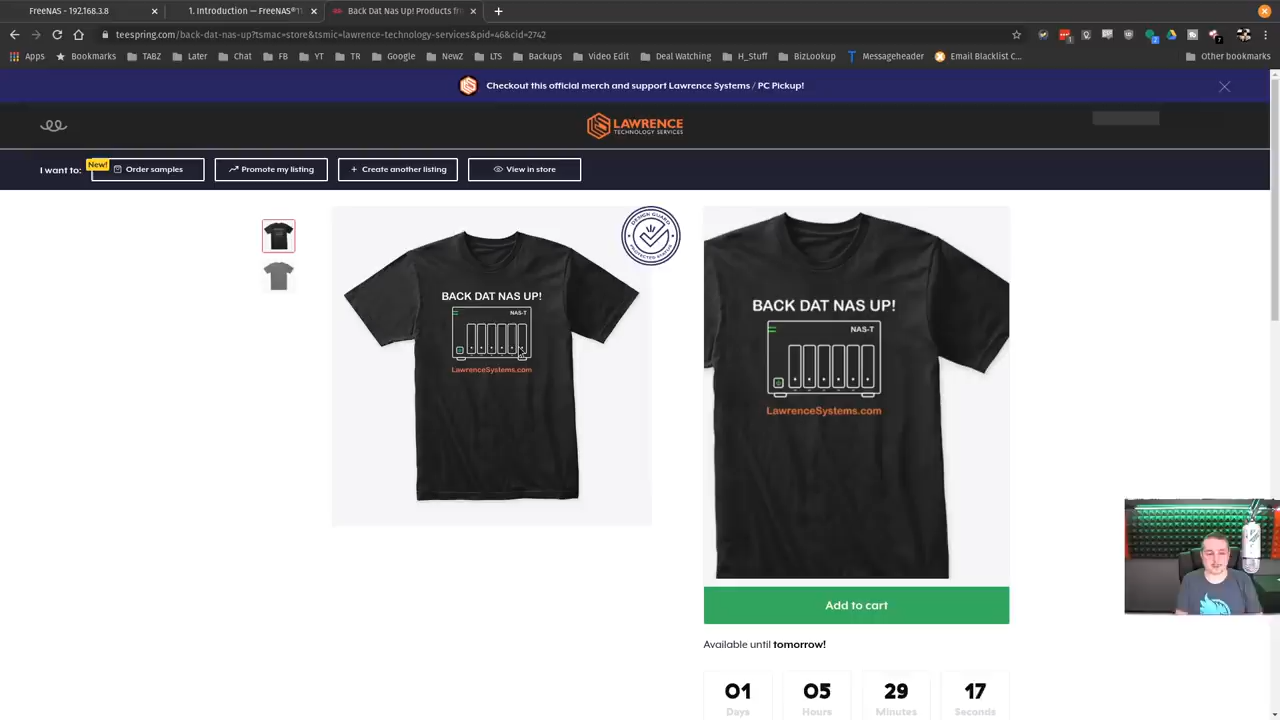 FreeNAS - 192.168.3.8
1. Introduction — FreeNAS®1
Back Dat Nas Up! Products fr
teespring.com/back-dat-nas-up?tsmac=store&tsmic=lawrence-technology-services&pid=46&cid=2742
Apps
Bookmarks
TABZ
Later
Chat
FB
YT
TR
Google
NewZ
LTS
Backups
Video Edit
Deal Watching
H_Stuff
BizLookup
Messageheader
Email Blacklist C...
Other bookmarks
Checkout this official merch and support Lawrence Systems / PC Pickup!
LAWRENCE
TECHNOLOGY SERVICES
I want to:
New!
Order samples
Promote my listing
+ Create another listing
View in store
DESIGN GUARD
PROTECTED STATUS
BACK DAT NAS UP!
NAS-T
LawrenceSystems.com
BACK DAT NAS UP!
NAS-T
LawrenceSystems.com
Add to cart
Available until tomorrow!
01
Days
05
Hours
29
Minutes
17
Seconds